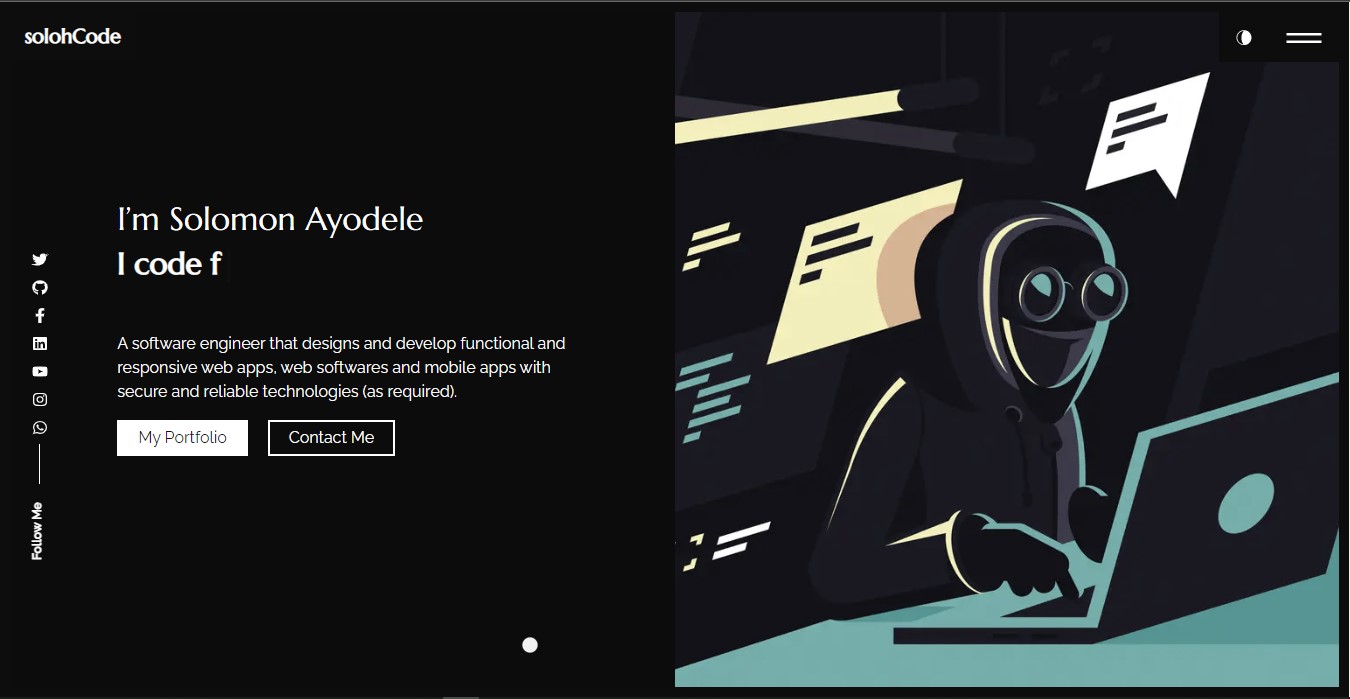 solohCode
I'm Solomon Ayodele
I code f
A software engineer that designs and develop functional and
responsive web apps, web softwares and mobile apps with
secure and reliable technologies (as required).
My Portfolio
Contact Me
Follow Me